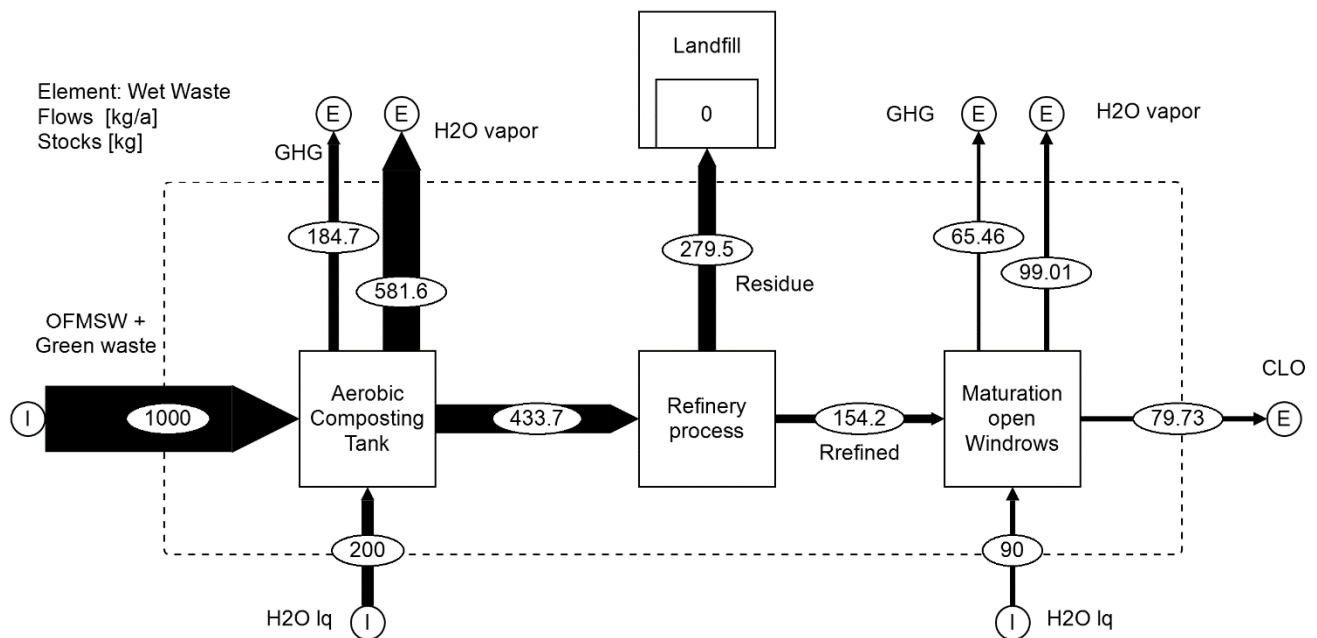 Landfill
0
Element: Wet Waste
Flows [kg/a]
Stocks [kg]
E
E
H2O vapor
GHG
GHG
E
E
H2O vapor
184.7
581.6
279.5
Residue
65.46
99.01
OFMSW +
Green waste
I
1000
Aerobic
Composting
Tank
433.7
Refinery
process
154.2
Rrefined
Maturation
open
Windrows
79.73
CLO
E
200
H2O lq
I
90
I
H2O lq